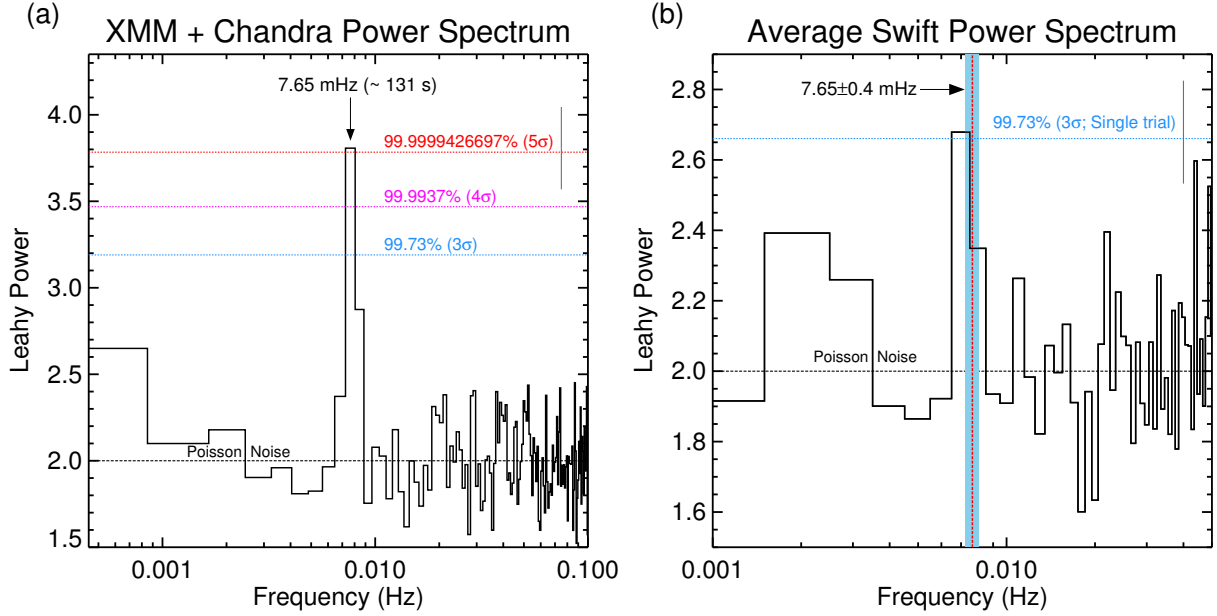 (a)
XMM + Chandra Power Spectrum
7.65 mHz (~ 131 s)
99.9999426697% (5σ)
99.9937% (4σ)
99.73% (3σ)
Poisson Noise
4.0
3.5
3.0
2.5
2.0
1.5
Leahy Power
0.001
0.010
0.100
Frequency (Hz)
(b)
Average Swift Power Spectrum
7.65±0.4 mHz
99.73% (3σ; Single trial)
Poisson Noise
2.8
2.6
2.4
2.2
2.0
1.8
1.6
Leahy Power
0.001
0.010
Frequency (Hz)